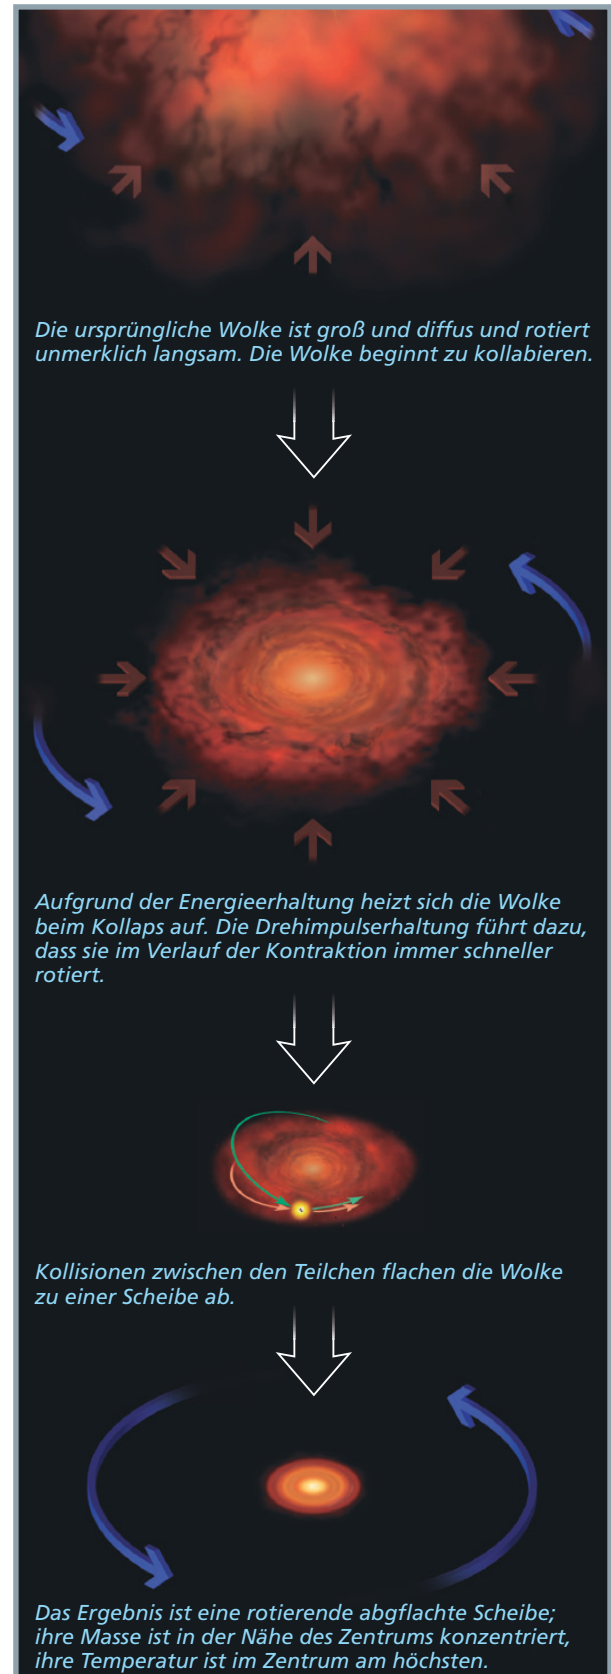 Die ursprüngliche Wolke ist groß und diffus und rotiert
unmerklich langsam. Die Wolke beginnt zu kollabieren.
Aufgrund der Energieerhaltung heizt sich die Wolke
beim Kollaps auf. Die Drehimpulserhaltung führt dazu,
dass sie im Verlauf der Kontraktion immer schneller
rotiert.
Kollisionen zwischen den Teilchen flachen die Wolke
zu einer Scheibe ab.
Das Ergebnis ist eine rotierende abgflachte Scheibe;
ihre Masse ist in der Nähe des Zentrums konzentriert,
ihre Temperatur ist im Zentrum am höchsten.